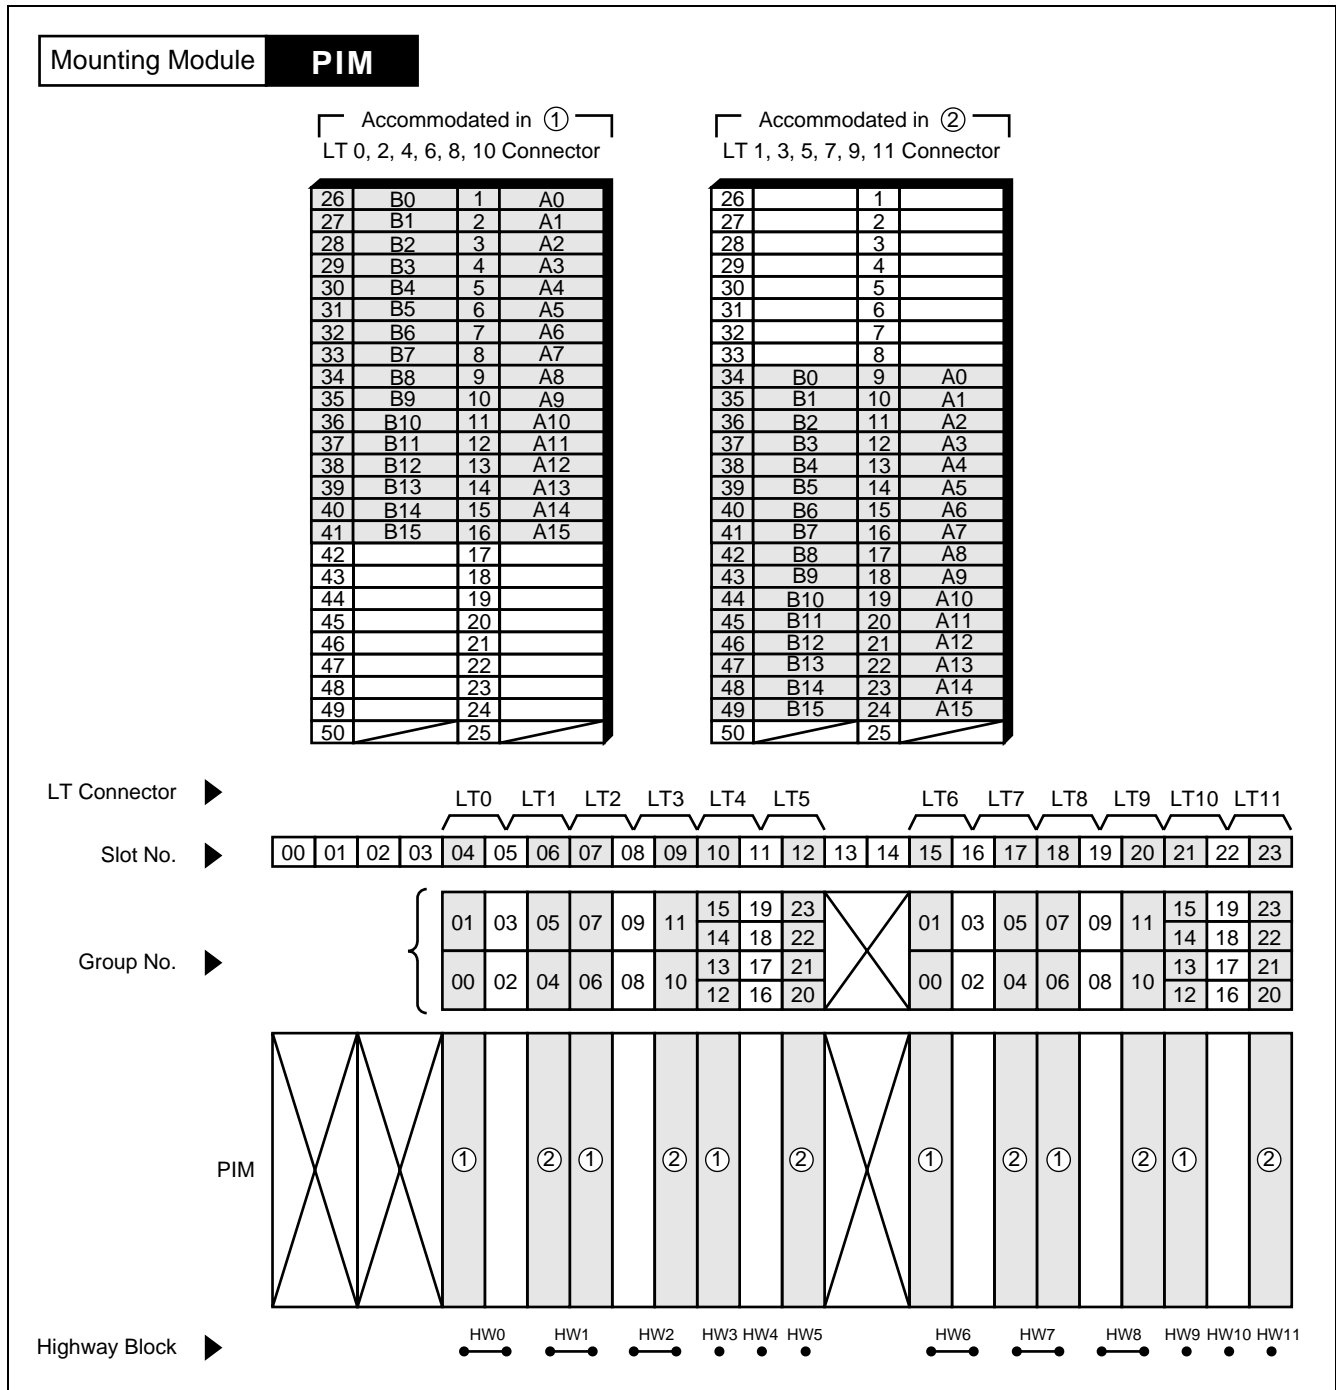 Mounting Module PIM
Accommodated in ① Accommodated in ②
LT 0, 2, 4, 6, 8, 10 Connector LT 1, 3, 5, 7, 9, 11 Connector
26 B0 1 A0 26 1
27 B1 2 A1 27 2
28 B2 3 A2 28 3
29 B3 4 A3 29 4
30 B4 5 A4 30 5
31 B5 6 A5 31 6
32 B6 7 A6 32 7
33 B7 8 A7 33 8
34 B8 9 A8 34 B0 9 A0
35 B9 10 A9 35 B1 10 A1
36 B10 11 A10 36 B2 11 A2
37 B11 12 A11 37 B3 12 A3
38 B12 13 A12 38 B4 13 A4
39 B13 14 A13 39 B5 14 A5
40 B14 15 A14 40 B6 15 A6
41 B15 16 A15 41 B7 16 A7
42 17 42 B8 17 A8
43 18 43 B9 18 A9
44 19 44 B10 19 A10
45 20 45 B11 20 A11
46 21 46 B12 21 A12
47 22 47 B13 22 A13
48 23 48 B14 23 A14
49 24 49 B15 24 A15
50 25 50 25
LT Connector LT0 LT1 LT2 LT3 LT4 LT5 LT6 LT7 LT8 LT9 LT10 LT11
Slot No. 00 01 02 03 04 05 06 07 08 09 10 11 12 13 14 15 16 17 18 19 20 21 22 23
01 03 05 07 09 11 15 19 23 01 03 05 07 09 11 15 19 23
14 18 22 14 18 22
Group No.
00 02 04 06 08 10 13 17 21 00 02 04 06 08 10 13 17 21
12 16 20 12 16 20
PIM ① ② ① ② ① ② ① ② ① ② ① ②
Highway Block HW0 HW1 HW2 HW3 HW4 HW5 HW6 HW7 HW8 HW9 HW10 HW11